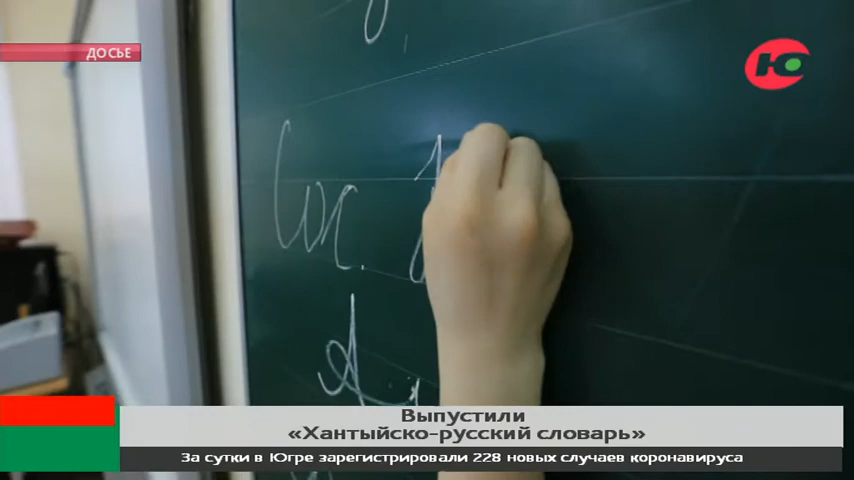 ДОСЬЕ
Ю
Выпустили
«Хантыйско-русский словарь»
За сутки в Югре зарегистрировали 228 новых случаев коронавируса